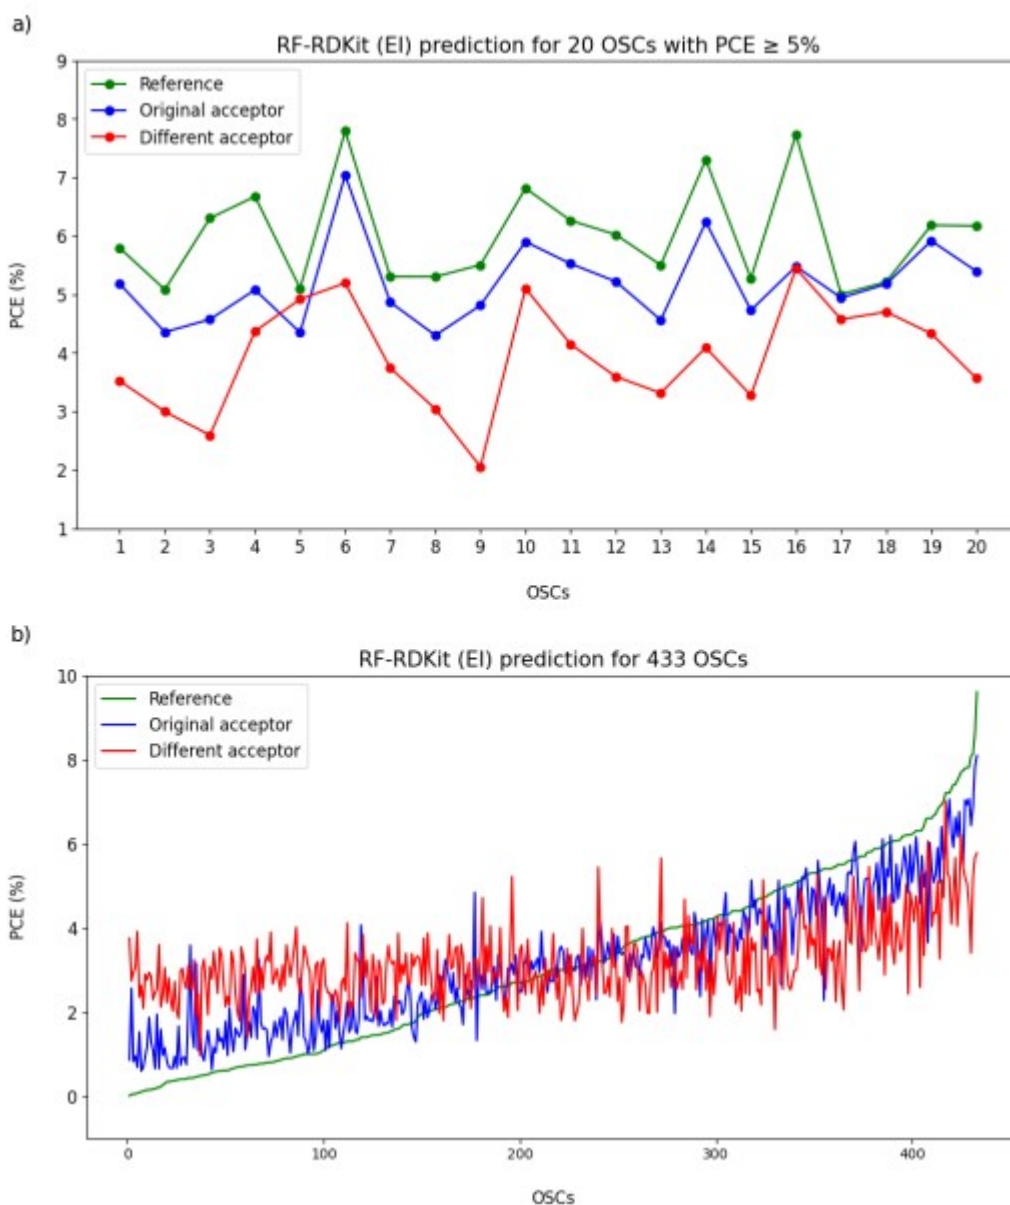 a)
RF-RDKit (EI) prediction for 20 OSCs with PCE ≥ 5%
9
8
7
6
5
4
3
2
1
PCE (%)
Reference
Original acceptor
Different acceptor
1 2 3 4 5 6 7 8 9 10 11 12 13 14 15 16 17 18 19 20
OSCs
b)
RF-RDKit (EI) prediction for 433 OSCs
10
8
6
4
2
0
PCE (%)
Reference
Original acceptor
Different acceptor
0 100 200 300 400
OSCs